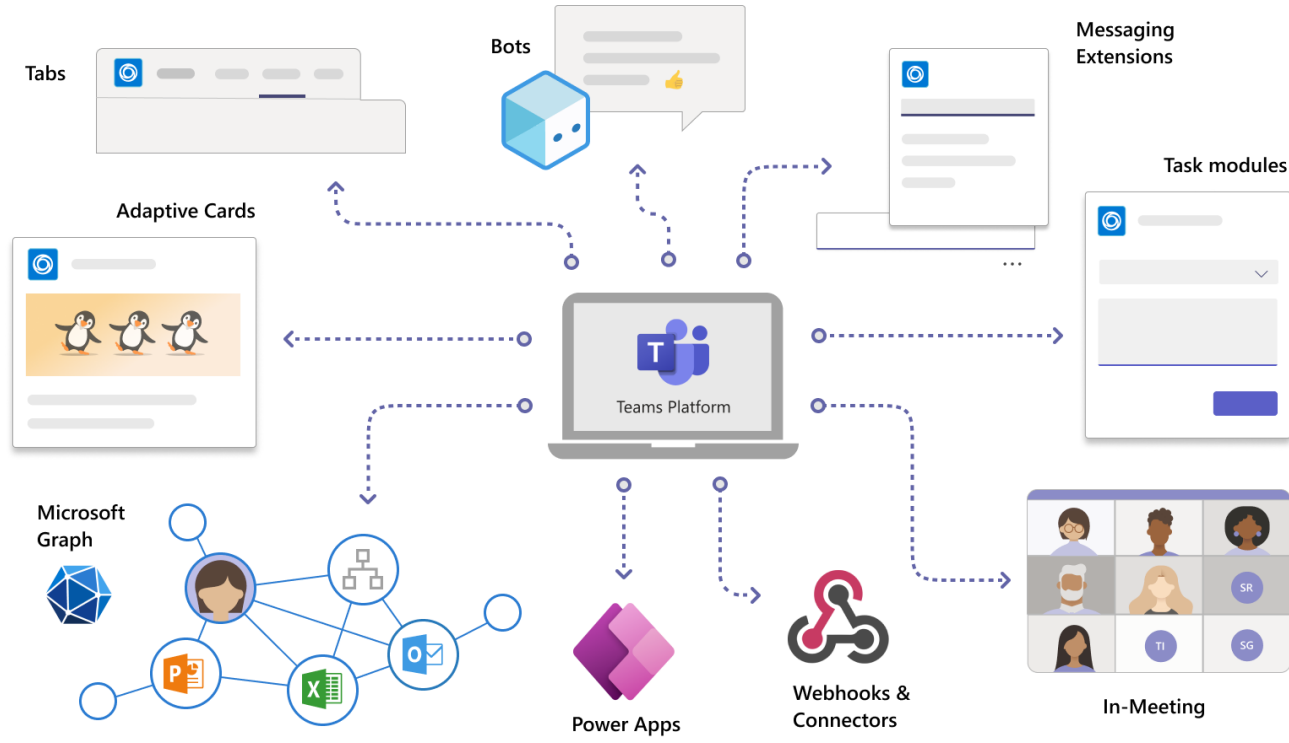 Bots
Messaging
Extensions
Tabs
Task modules
Adaptive Cards
T
Teams Platform
Microsoft
Graph
SR
P
X
O
TI
SG
Webhooks &
Connectors
In-Meeting
Power Apps